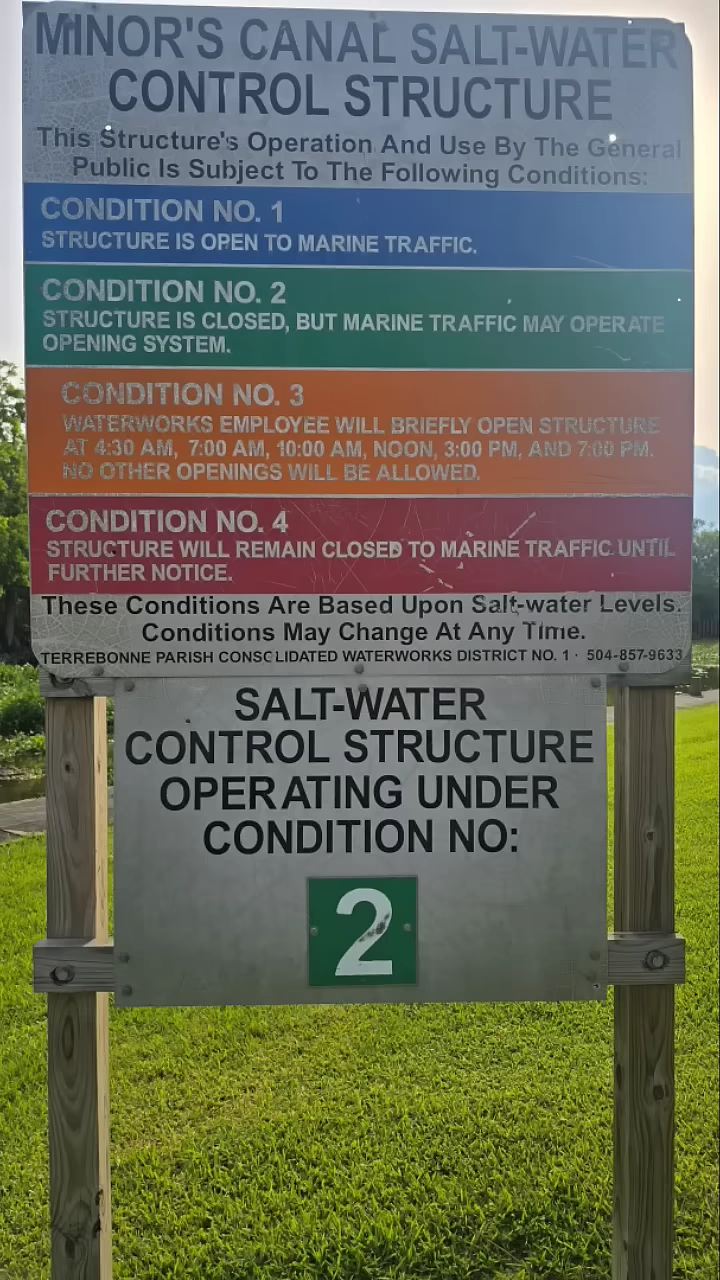 MINOR'S CANAL SALT-WATER
CONTROL STRUCTURE
This Structure's Operation And Use By The General
Public Is Subject To The Following Conditions:
CONDITION NO. 1
STRUCTURE IS OPEN TO MARINE TRAFFIC.
CONDITION NO. 2
STRUCTURE IS CLOSED, BUT MARINE TRAFFIC MAY OPERATE
OPENING SYSTEM.
CONDITION NO. 3
WATERWORKS EMPLOYEE WILL BRIEFLY OPEN STRUCTURE
AT 4:30 AM, 7:00 AM, 10:00 AM, NOON, 3:00 PM, AND 7:00 PM.
NO OTHER OPENINGS WILL BE ALLOWED.
CONDITION NO. 4
STRUCTURE WILL REMAIN CLOSED TO MARINE TRAFFIC UNTIL
FURTHER NOTICE.
These Conditions Are Based Upon Salt-water Levels.
Conditions May Change At Any Time.
TERREBONNE PARISH CONSOLIDATED WATERWORKS DISTRICT NO. 1 · 504-857-9633
SALT-WATER
CONTROL STRUCTURE
OPERATING UNDER
CONDITION NO:
2